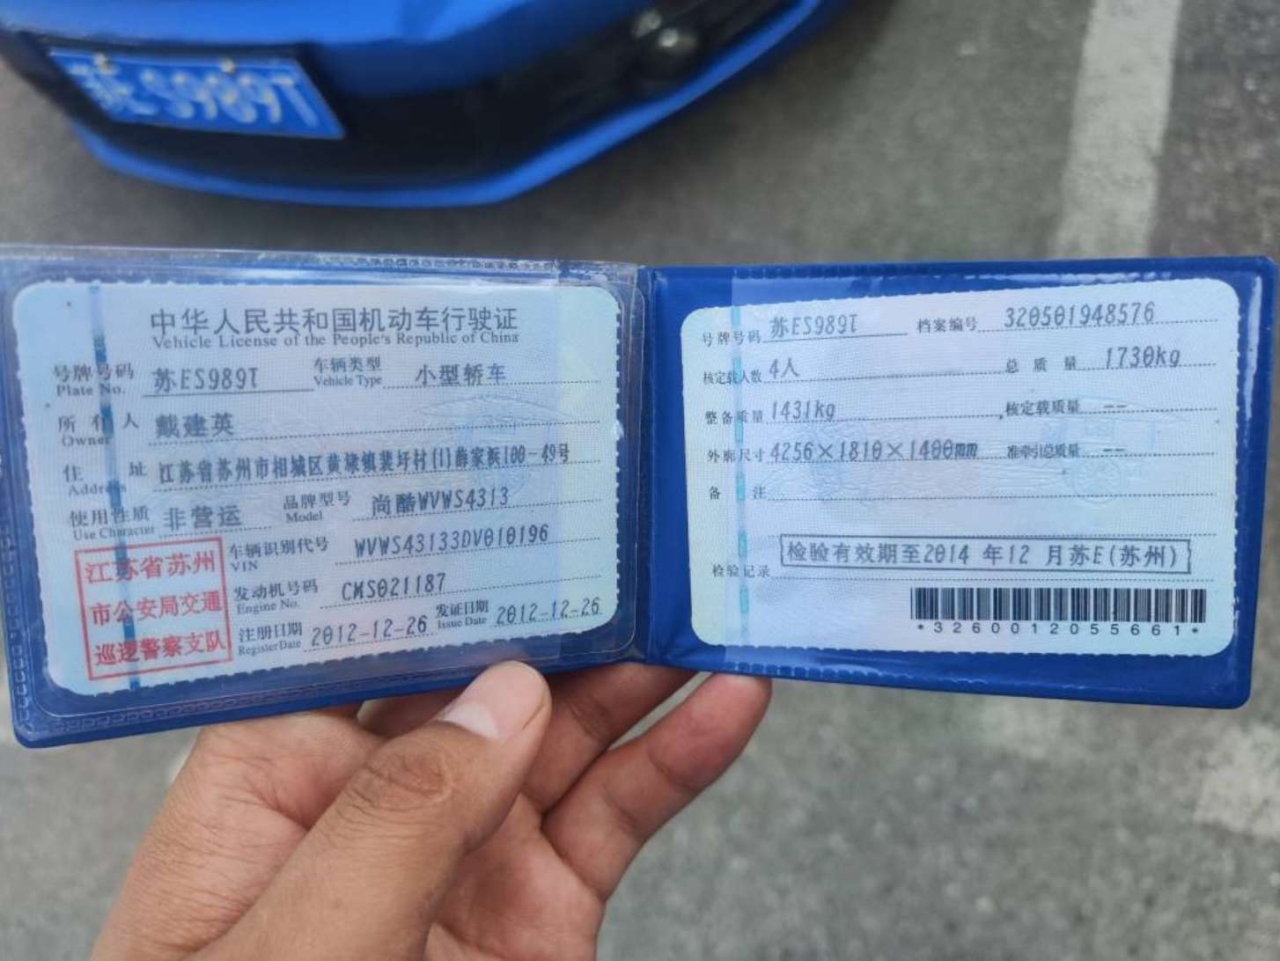 苏ES989T
中华人民共和国机动车行驶证
Vehicle License of the People's Republic of China
号牌号码 苏ES989T 车辆类型 小型轿车
Plate No. Vehicle Type
所有人 戴建英
Owner
住址 江苏省苏州市相城区黄埭镇裴圩村(1)薛家浜100-49号
Address
使用性质 非营运 品牌型号 尚酷WVWS4313
Use Character Model
车辆识别代号 WVWS43133DV010196
VIN
发动机号码 CMS021187
Engine No.
注册日期 2012-12-26 发证日期 2012-12-26
Register Date Issue Date
江苏省苏州
市公安局交通
巡逻警察支队
号牌号码 苏ES989T 档案编号 320501948576
核定载人数 4人 总质量 1730kg
整备质量 1431kg 核定载质量 --
外廓尺寸 4256×1810×1400mm 准牵引总质量 --
备注
检验记录 检验有效期至2014年12月苏E(苏州)
*3260012055661*